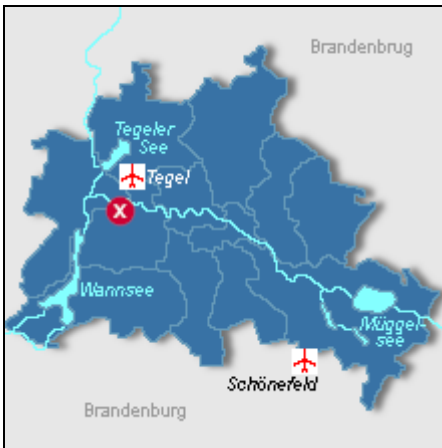 Brandenbrug
Tegeler
See
Tegel
X
Wannsee
Müggel-
see
Schönefeld
Brandenburg